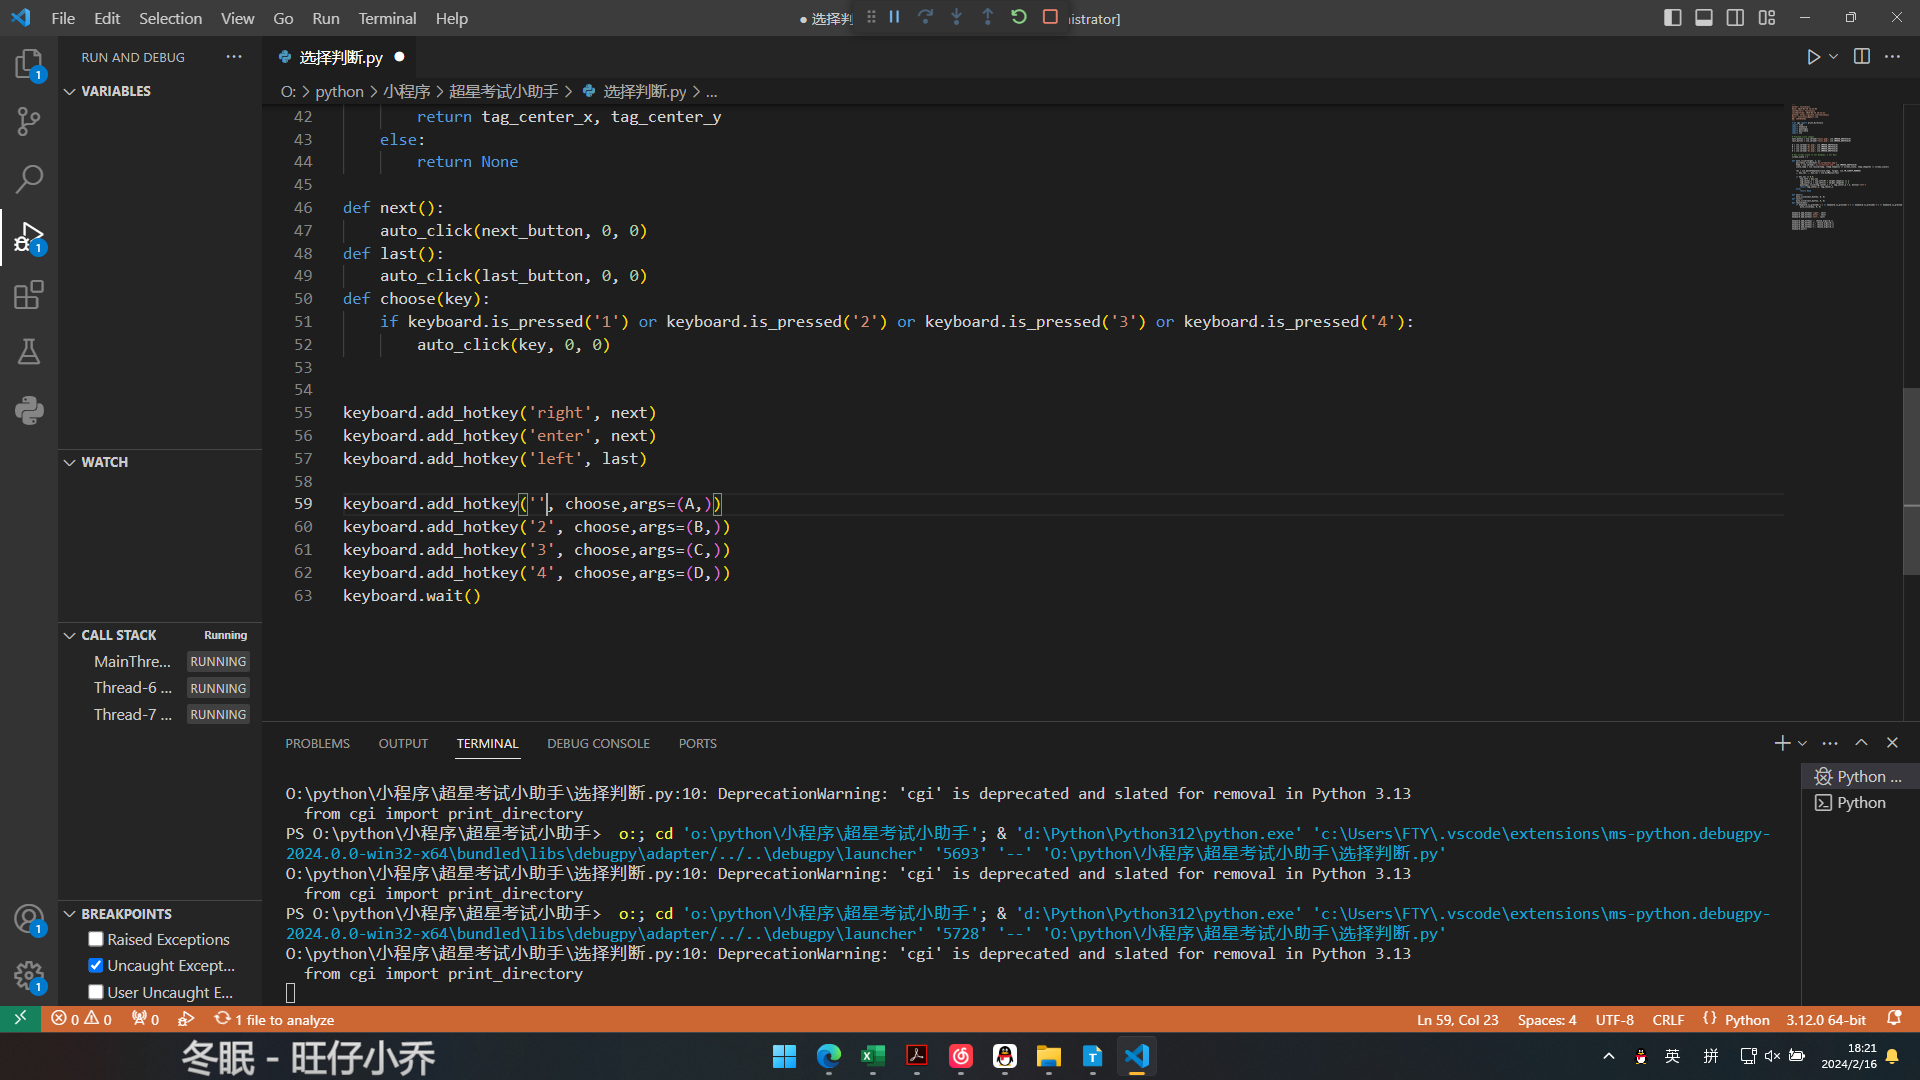 File Edit Selection View Go Run Terminal Help
● 选择判
istrator]
RUN AND DEBUG
选择判断.py
O: > python > 小程序 > 超星考试小助手 > 选择判断.py > ...
VARIABLES
WATCH
CALL STACK Running
MainThre... RUNNING
Thread-6 ... RUNNING
Thread-7 ... RUNNING
BREAKPOINTS
Raised Exceptions
Uncaught Except...
User Uncaught E...
42 return tag_center_x, tag_center_y
43 else:
44 return None
45
46 def next():
47 auto_click(next_button, 0, 0)
48 def last():
49 auto_click(last_button, 0, 0)
50 def choose(key):
51 if keyboard.is_pressed('1') or keyboard.is_pressed('2') or keyboard.is_pressed('3') or keyboard.is_pressed('4'):
52 auto_click(key, 0, 0)
53
54
55 keyboard.add_hotkey('right', next)
56 keyboard.add_hotkey('enter', next)
57 keyboard.add_hotkey('left', last)
58
59 keyboard.add_hotkey('', choose,args=(A,))
60 keyboard.add_hotkey('2', choose,args=(B,))
61 keyboard.add_hotkey('3', choose,args=(C,))
62 keyboard.add_hotkey('4', choose,args=(D,))
63 keyboard.wait()
PROBLEMS OUTPUT TERMINAL DEBUG CONSOLE PORTS
Python ...
Python
O:\python\小程序\超星考试小助手\选择判断.py:10: DeprecationWarning: 'cgi' is deprecated and slated for removal in Python 3.13
from cgi import print_directory
PS O:\python\小程序\超星考试小助手> o:; cd 'o:\python\小程序\超星考试小助手'; & 'd:\Python\Python312\python.exe' 'c:\Users\FTY\.vscode\extensions\ms-python.debugpy-
2024.0.0-win32-x64\bundled\libs\debugpy\adapter/../..\debugpy\launcher' '5693' '--' 'O:\python\小程序\超星考试小助手\选择判断.py'
O:\python\小程序\超星考试小助手\选择判断.py:10: DeprecationWarning: 'cgi' is deprecated and slated for removal in Python 3.13
from cgi import print_directory
PS O:\python\小程序\超星考试小助手> o:; cd 'o:\python\小程序\超星考试小助手'; & 'd:\Python\Python312\python.exe' 'c:\Users\FTY\.vscode\extensions\ms-python.debugpy-
2024.0.0-win32-x64\bundled\libs\debugpy\adapter/../..\debugpy\launcher' '5728' '--' 'O:\python\小程序\超星考试小助手\选择判断.py'
O:\python\小程序\超星考试小助手\选择判断.py:10: DeprecationWarning: 'cgi' is deprecated and slated for removal in Python 3.13
from cgi import print_directory
0 0 0 1 file to analyze
Ln 59, Col 23 Spaces: 4 UTF-8 CRLF {} Python 3.12.0 64-bit
冬眠 - 旺仔小乔
英 拼
18:21
2024/2/16